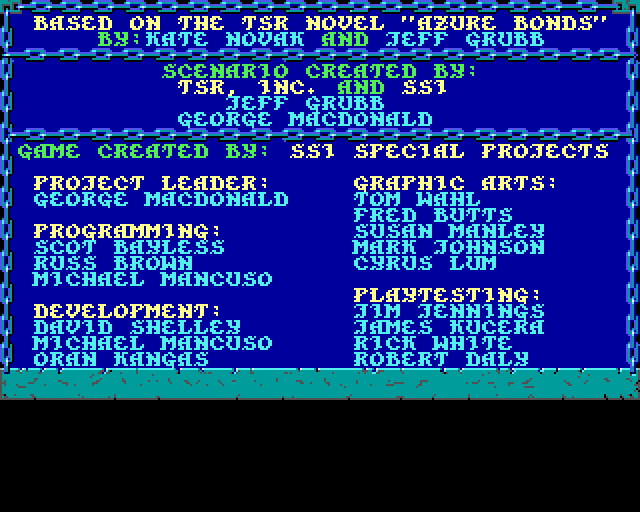 BASED ON THE TSR NOVEL "AZURE BONDS"
BY:KATE NOVAK AND JEFF GRUBB
SCENARIO CREATED BY:
TSR, INC. AND SSI
JEFF GRUBB
GEORGE MACDONALD
GAME CREATED BY: SSI SPECIAL PROJECTS
PROJECT LEADER:
GEORGE MACDONALD
PROGRAMMING:
SCOT BAYLESS
RUSS BROWN
MICHAEL MANCUSO
DEVELOPMENT:
DAVID SHELLEY
MICHAEL MANCUSO
ORAN KANGAS
GRAPHIC ARTS:
TOM WAHL
FRED BUTTS
SUSAN MANLEY
MARK JOHNSON
CYRUS LUM
PLAYTESTING:
JIM JENNINGS
JAMES KUCERA
RICK WHITE
ROBERT DALY